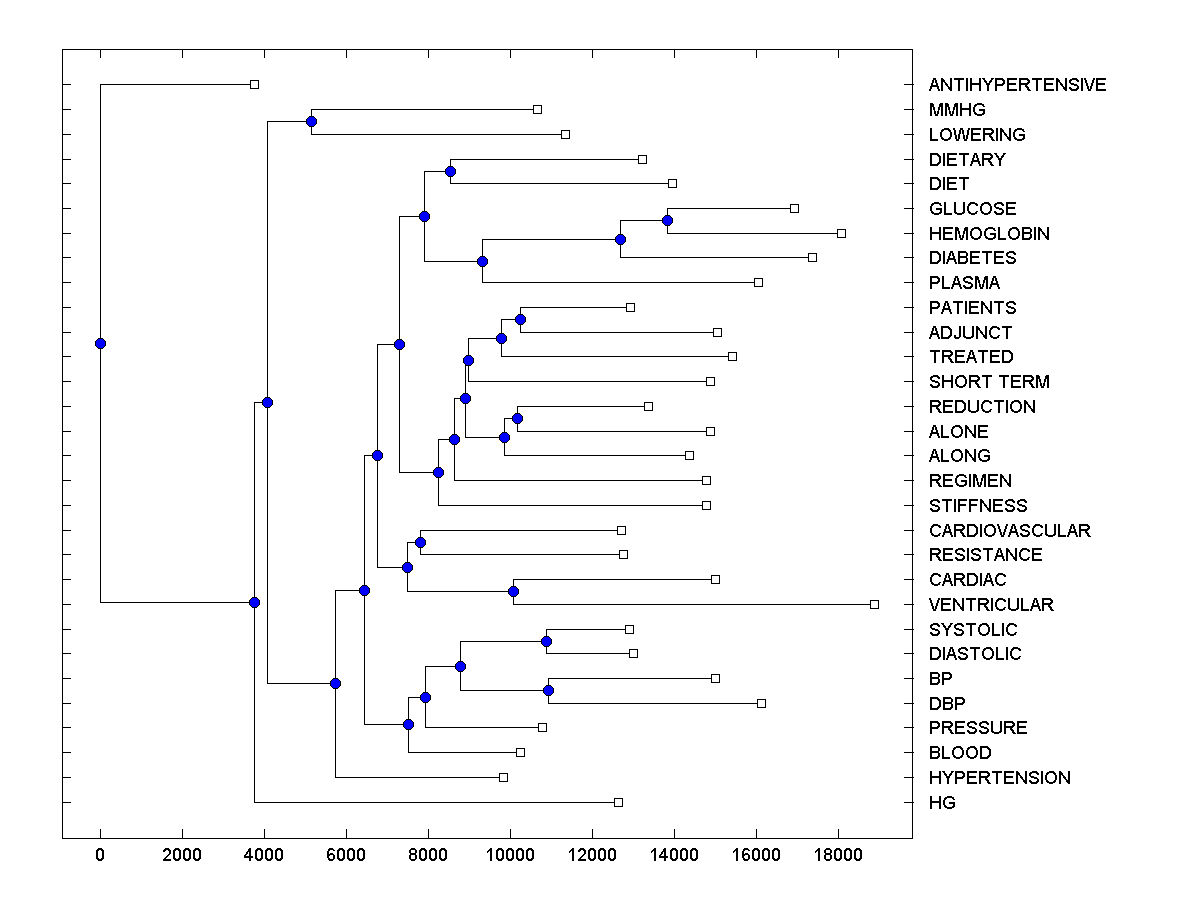 ANTIHYPERTENSIVE
MMHG
LOWERING
DIETARY
DIET
GLUCOSE
HEMOGLOBIN
DIABETES
PLASMA
PATIENTS
ADJUNCT
TREATED
SHORT TERM
REDUCTION
ALONE
ALONG
REGIMEN
STIFFNESS
CARDIOVASCULAR
RESISTANCE
CARDIAC
VENTRICULAR
SYSTOLIC
DIASTOLIC
BP
DBP
PRESSURE
BLOOD
HYPERTENSION
HG
0 2000 4000 6000 8000 10000 12000 14000 16000 18000